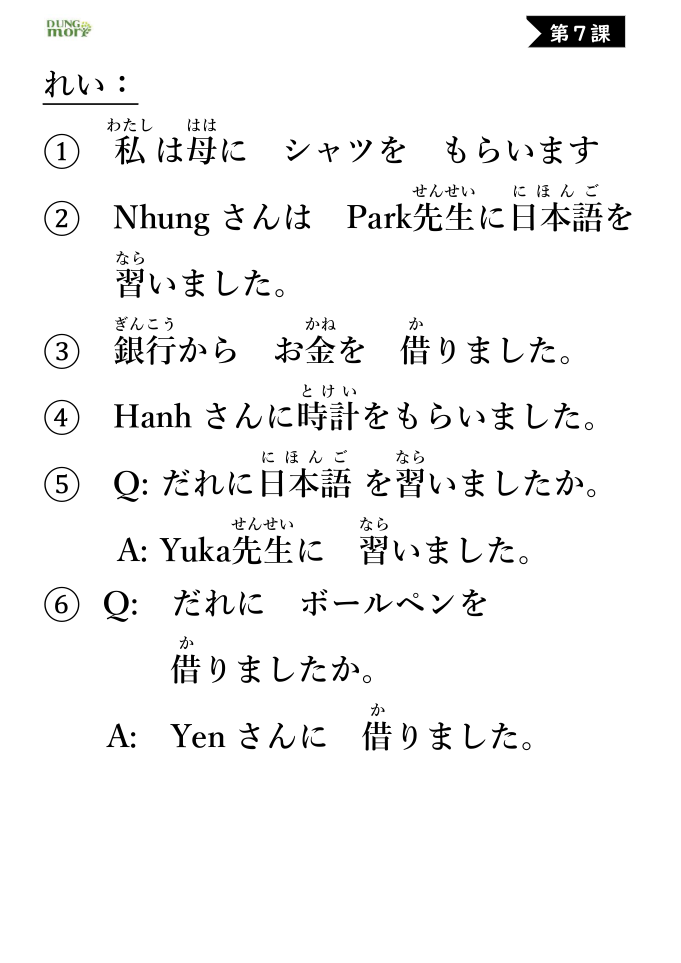 DUNG
mori
第7課
れい：
わたし はは
① 私は母に シャツを もらいます
せんせい にほんご
② Nhung さんは Park先生に日本語を
なら
習いました。
ぎんこう かね か
③ 銀行から お金を 借りました。
とけい
④ Hanh さんに時計をもらいました。
にほんご なら
⑤ Q: だれに日本語 を習いましたか。
せんせい なら
A: Yuka先生に 習いました。
⑥ Q: だれに ボールペンを
か
借りましたか。
か
A: Yen さんに 借りました。